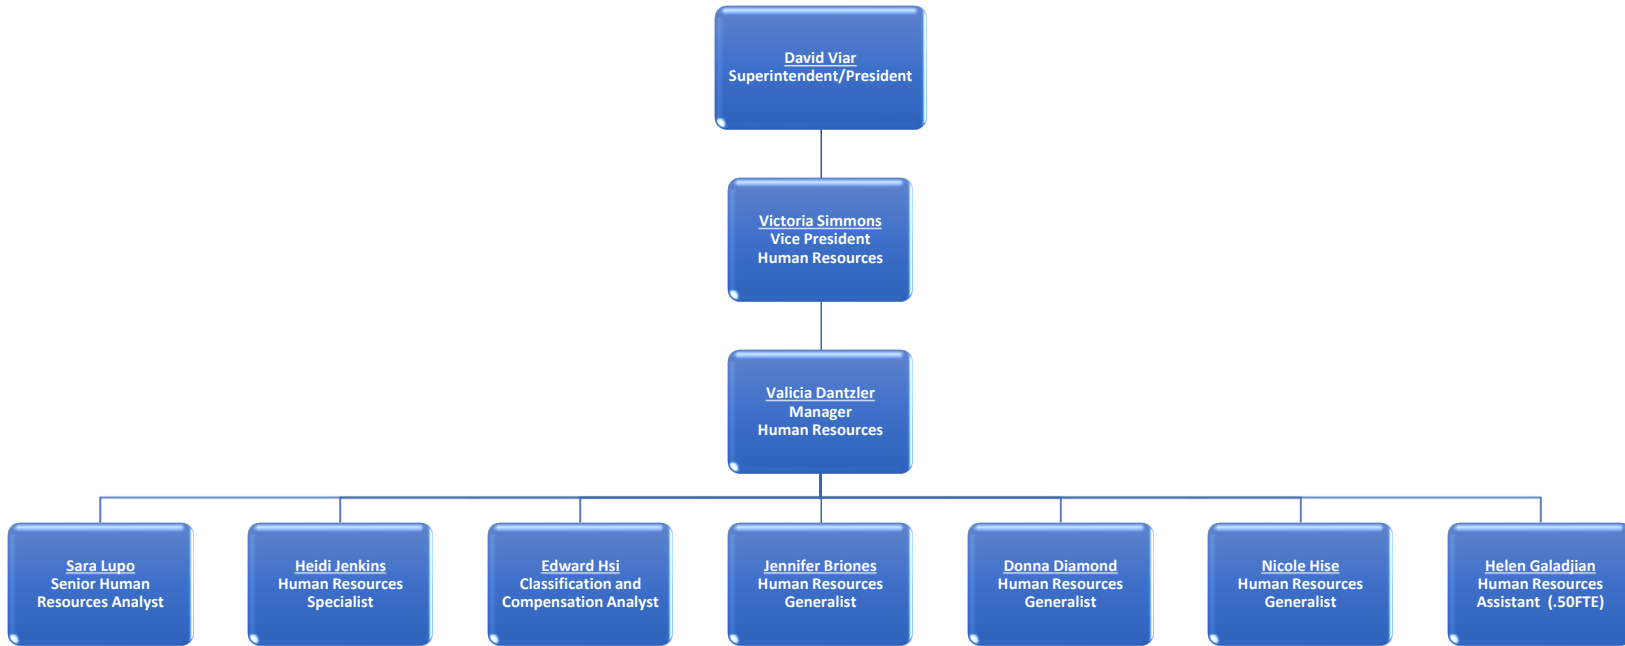 David Viar
Superintendent/President
Victoria Simmons
Vice President
Human Resources
Valicia Dantzler
Manager
Human Resources
Sara Lupo
Senior Human
Resources Analyst
Heidi Jenkins
Human Resources
Specialist
Edward Hsi
Classification and
Compensation Analyst
Jennifer Briones
Human Resources
Generalist
Donna Diamond
Human Resources
Generalist
Nicole Hise
Human Resources
Generalist
Helen Galadjian
Human Resources
Assistant (.50FTE)